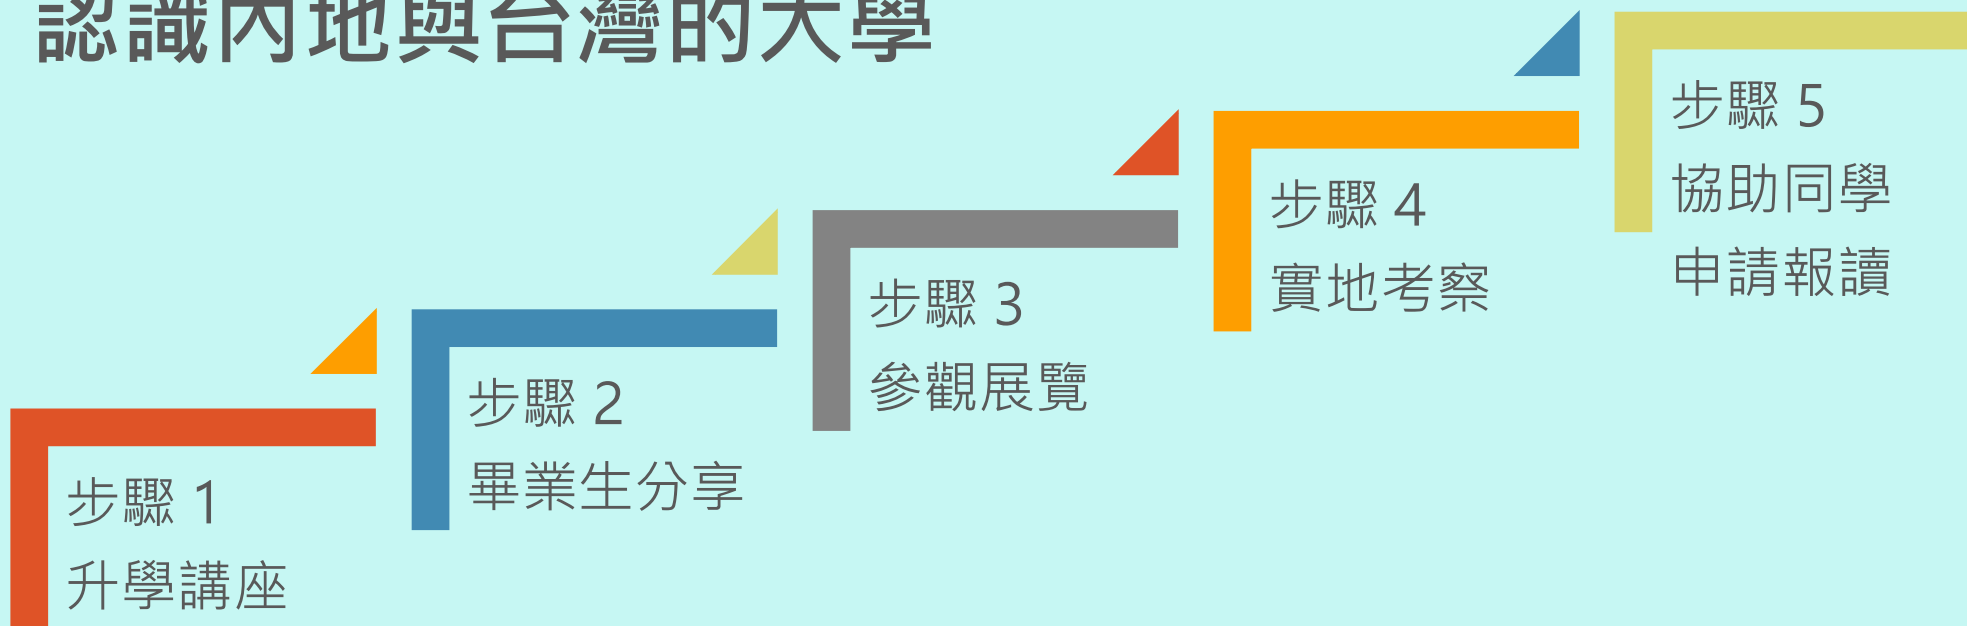 認識內地與台灣的大學
步驟 1
升學講座
步驟 2
畢業生分享
步驟 3
參觀展覽
步驟 4
實地考察
步驟 5
協助同學
申請報讀